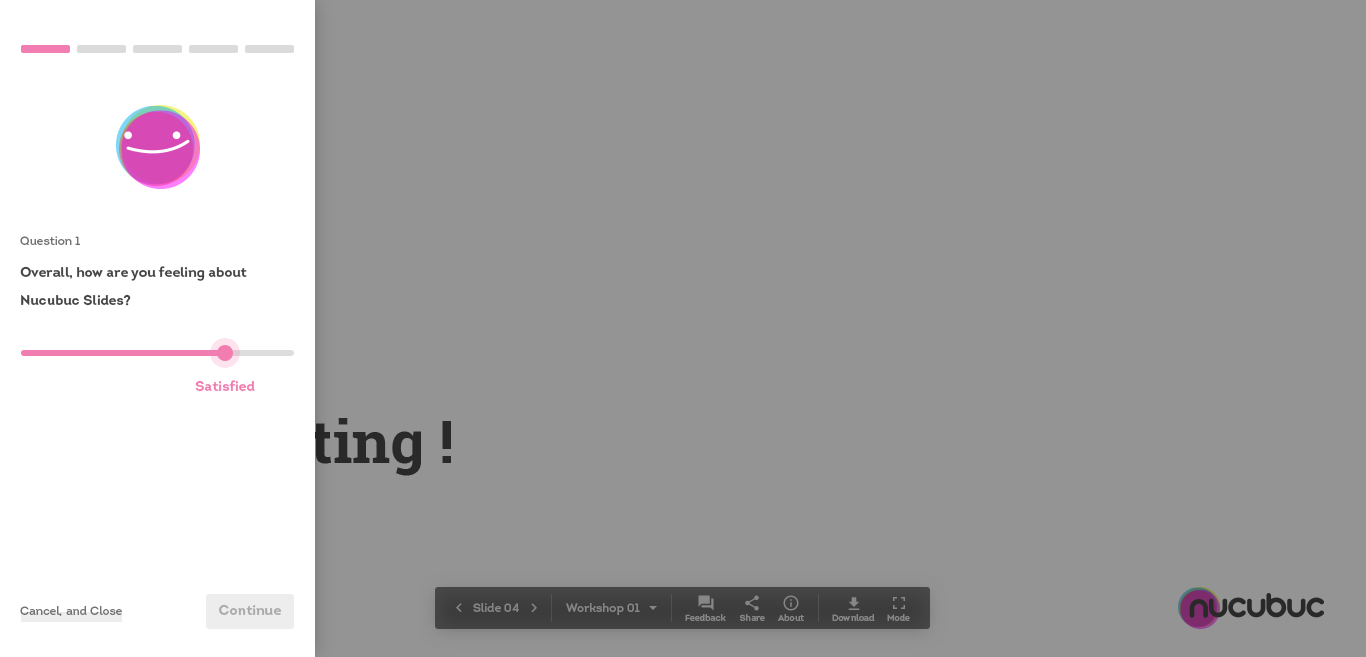 Question 1
Overall, how are you feeling about
Nucubuc Slides?
Satisfied
Cancel, and Close
Continue
ting !
Slide 04
Workshop 01
Feedback
Share
About
Download
Mode
nucubuc